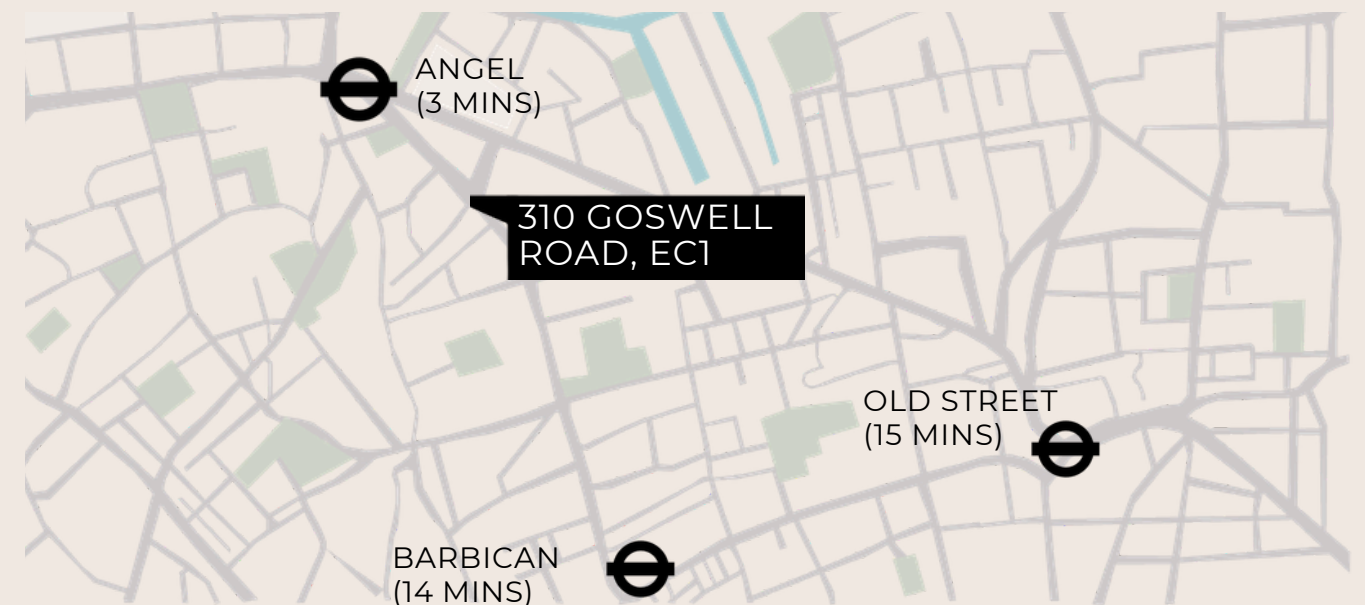 ANGEL
(3 MINS)
310 GOSWELL
ROAD, EC1
OLD STREET
(15 MINS)
BARBICAN
(14 MINS)